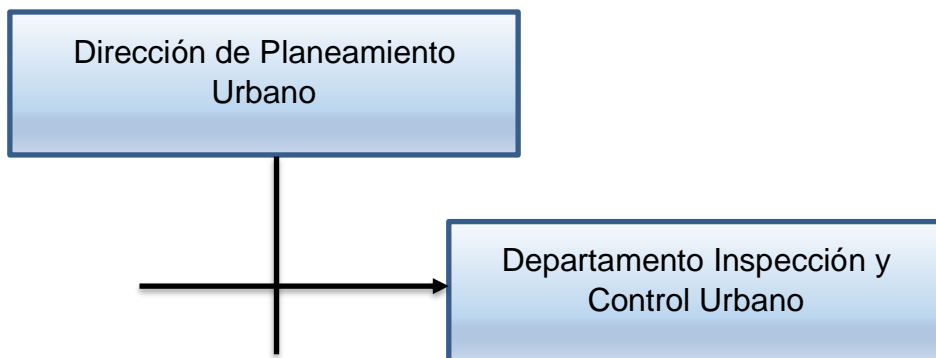 Dirección de Planeamiento
Urbano
Departamento Inspección y
Control Urbano